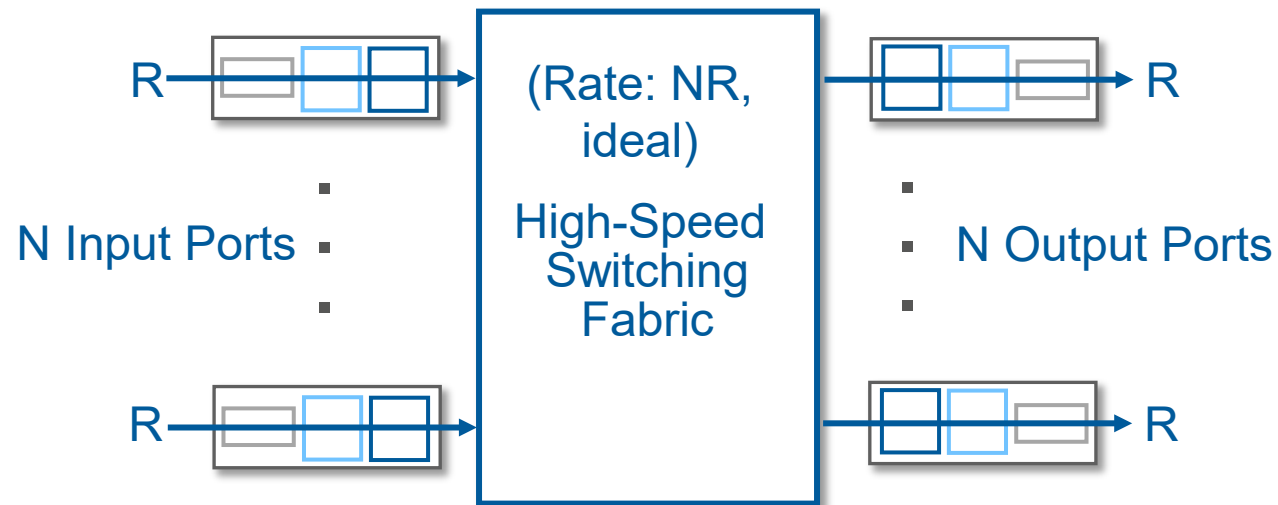 R
(Rate: NR,
ideal)
R
N Input Ports
High-Speed
Switching
Fabric
N Output Ports
R
R